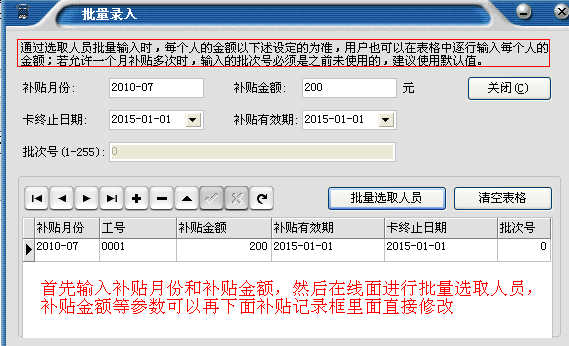 批量录入
通过选取人员批量输入时，每个人的金额以下述设定的为准，用户也可以在表格中逐行输入每个人的
金额；若允许一个月补贴多次时，输入的批次号必须是之前未使用的，建议使用默认值。
补贴月份: 2010-07 补贴金额: 200 元 关闭(C)
卡终止日期: 2015-01-01 补贴有效期: 2015-01-01
批次号(1-255): 0
批量选取人员 清空表格
补贴月份 工号 补贴金额 补贴有效期 卡终止日期 批次号
2010-07 0001 200 2015-01-01 2015-01-01 0
首先输入补贴月份和补贴金额，然后在线面进行批量选取人员，
补贴金额等参数可以再下面补贴记录框里面直接修改